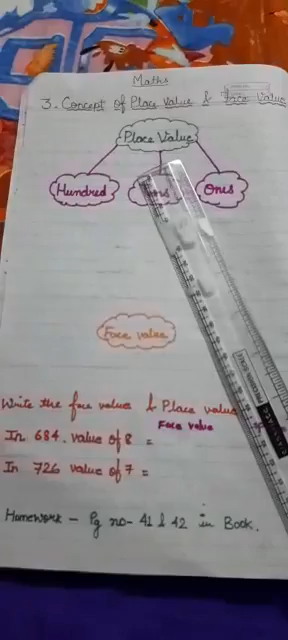 Maths
3. Concept of Place Value & Face Value
Place Value
Hundred
Ones
Face value
Write the face values & Place value
Face value
In 684. value of 8 =
In 726 value of 7 =
Homework - Pg no- 41 & 42 in Book.